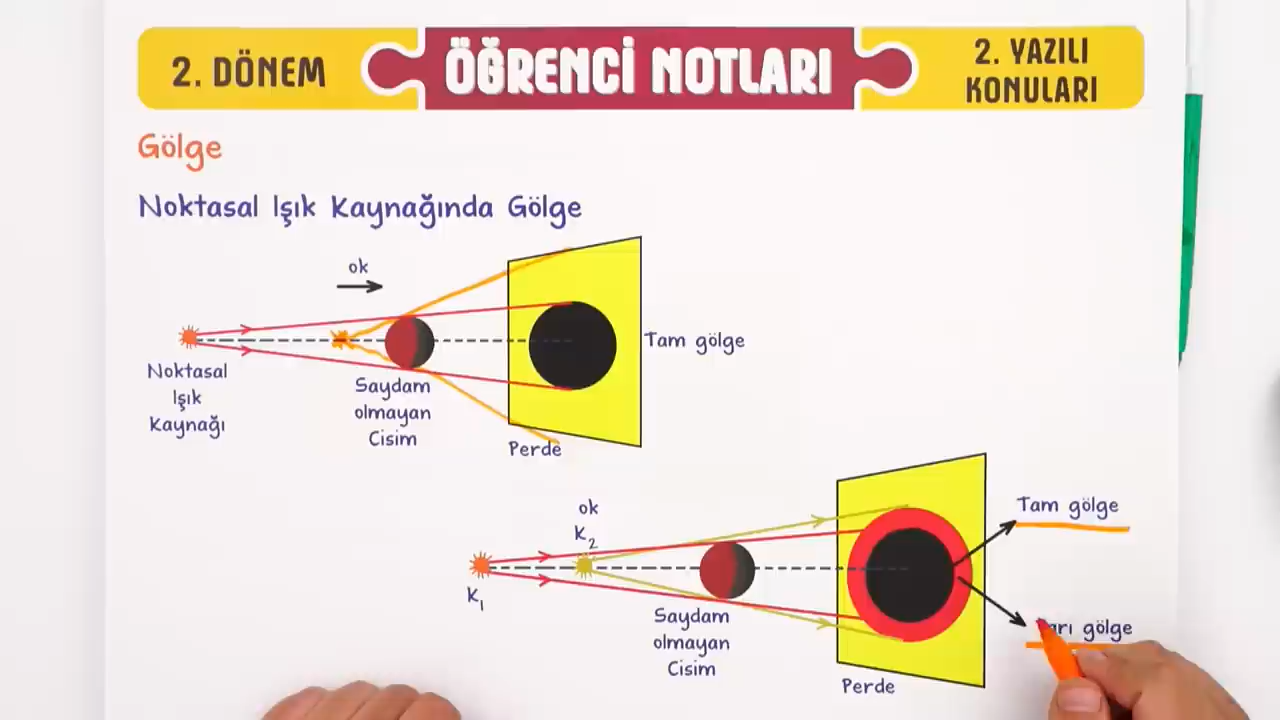 2. DÖNEM
ÖĞRENCİ NOTLARI
2. YAZILI
KONULARI
Gölge
Noktasal Işık Kaynağında Gölge
ok
Noktasal
Işık
Kaynağı
Saydam
olmayan
Cisim
Perde
Tam gölge
ok
K2
K1
Saydam
olmayan
Cisim
Perde
Tam gölge
gölge